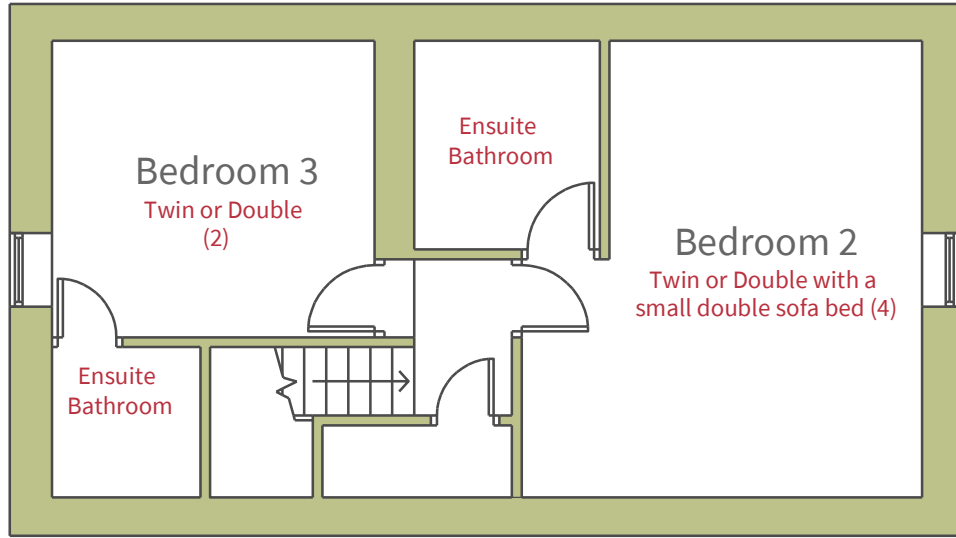 Bedroom 3
Twin or Double
(2)
Ensuite
Bathroom
Ensuite
Bathroom
Bedroom 2
Twin or Double with a
small double sofa bed (4)